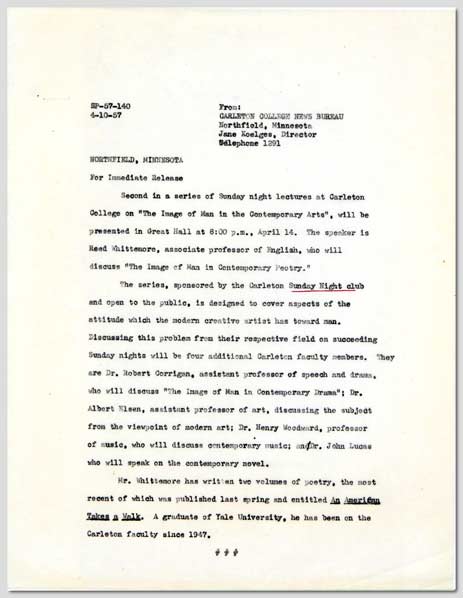 SP-57-140
4-10-57
From:
CARLETON COLLEGE NEWS BUREAU
Northfield, Minnesota
Jane Koelges, Director
Telephone 1291
NORTHFIELD, MINNESOTA
For Immediate Release
Second in a series of Sunday night lectures at Carleton
College on "The Image of Man in the Contemporary Arts", will be
presented in Great Hall at 8:00 p.m., April 14. The speaker is
Reed Whittemore, associate professor of English, who will
discuss "The Image of Man in Contemporary Poetry."
The series, sponsored by the Carleton Sunday Night club
and open to the public, is designed to cover aspects of the
attitude which the modern creative artist has toward man.
Discussing this problem from their respective field on succeeding
Sunday nights will be four additional Carleton faculty members. They
are Dr. Robert Corrigan, assistant professor of speech and drama,
who will discuss "The Image of Man in Contemporary Drama"; Dr.
Albert Elsen, assistant professor of art, discussing the subject
from the viewpoint of modern art; Dr. Henry Woodward, professor
of music, who will discuss contemporary music; and Dr. John Lucas
who will speak on the contemporary novel.
Mr. Whittemore has written two volumes of poetry, the most
recent of which was published last spring and entitled An American
Takes a Walk. A graduate of Yale University, he has been on the
Carleton faculty since 1947.
# # #